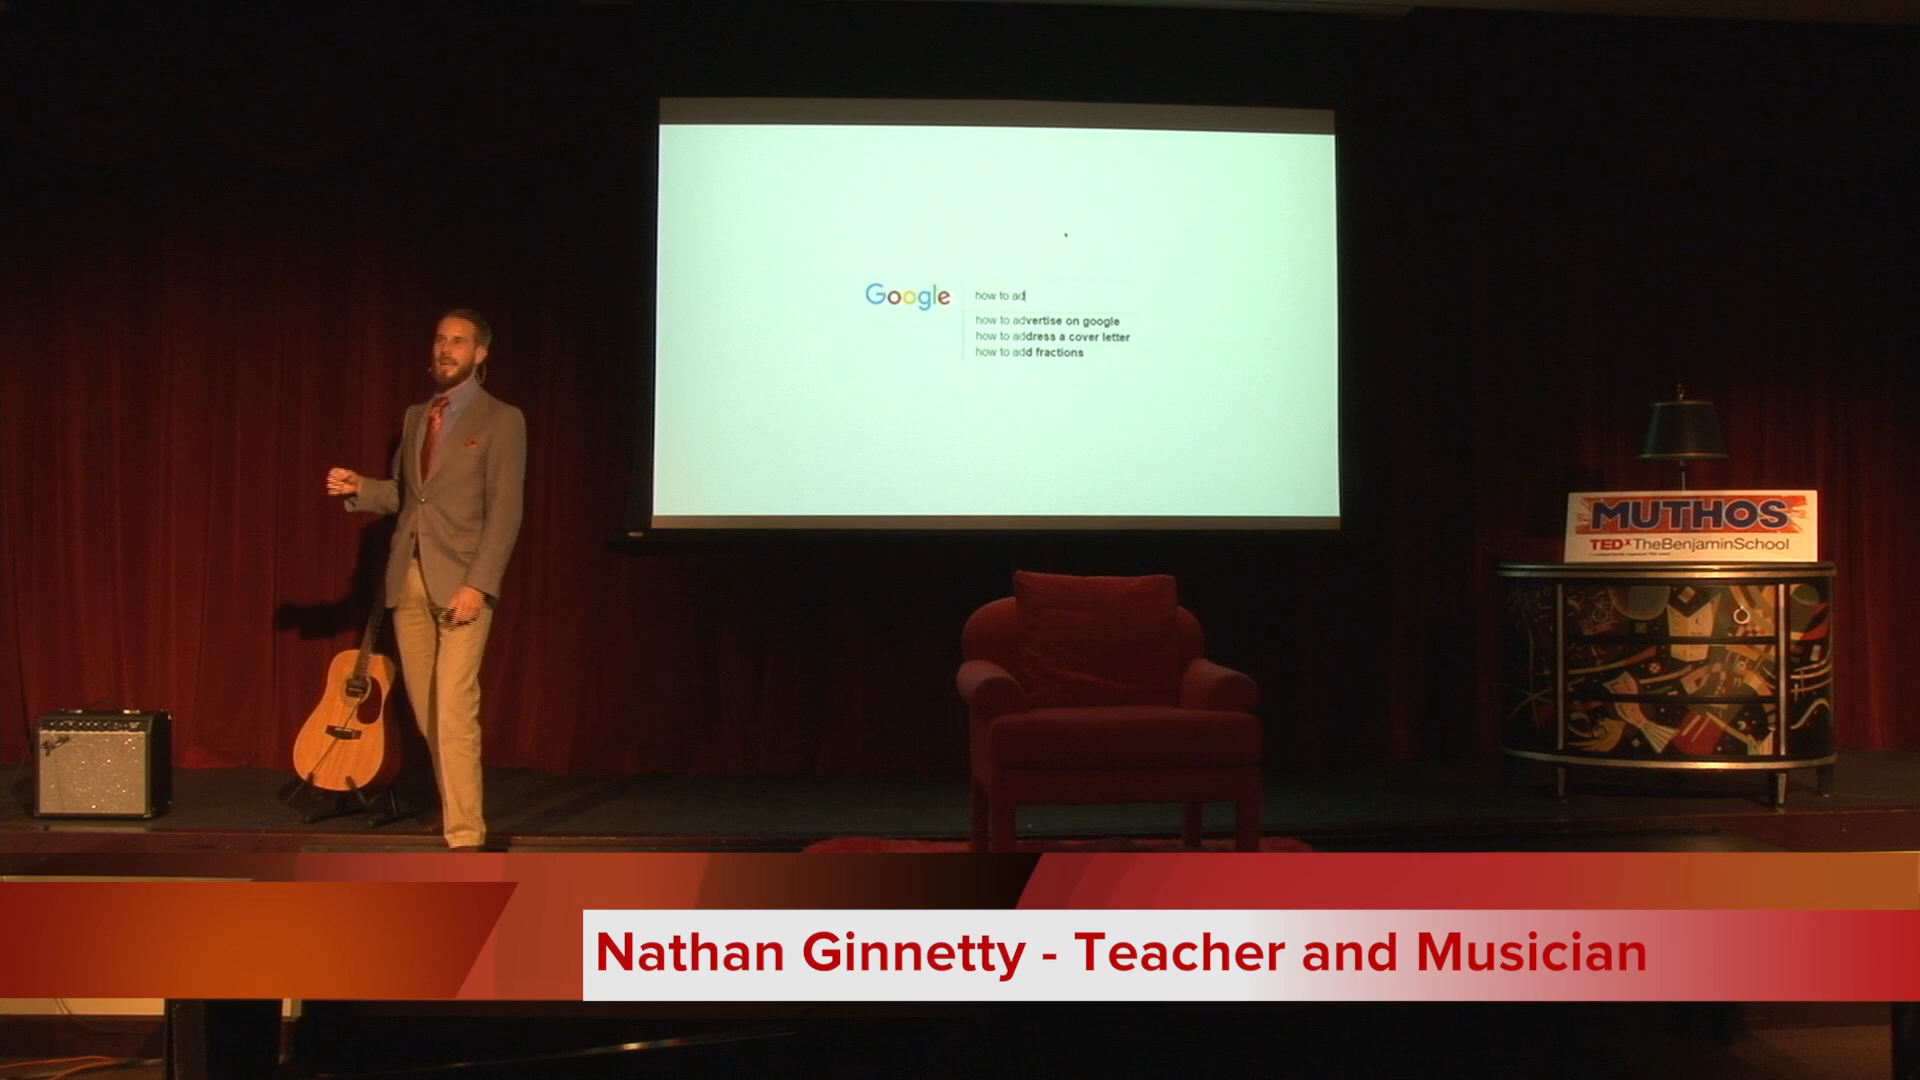 Google
how to ad
how to advertise on google
how to address a cover letter
how to add fractions
MUTHOS
TEDxTheBenjaminSchool
Fender
Nathan Ginnetty - Teacher and Musician